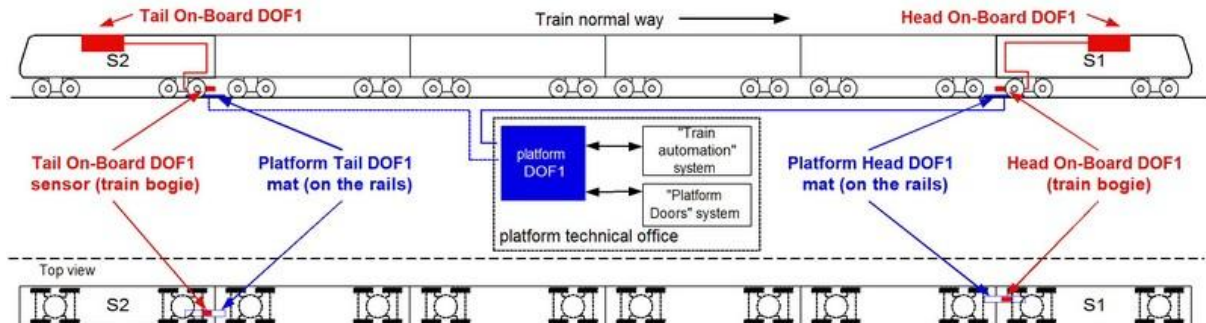 Tail On-Board DOF1
Train normal way
Head On-Board DOF1
S2
S1
Tail On-Board DOF1
sensor (train bogie)
Platform Tail DOF1
mat (on the rails)
platform
DOF1
"Train
automation"
system
"Platform
Doors" system
platform technical office
Platform Head DOF1
mat (on the rails)
Head On-Board DOF1
(train bogie)
Top view
S2
S1